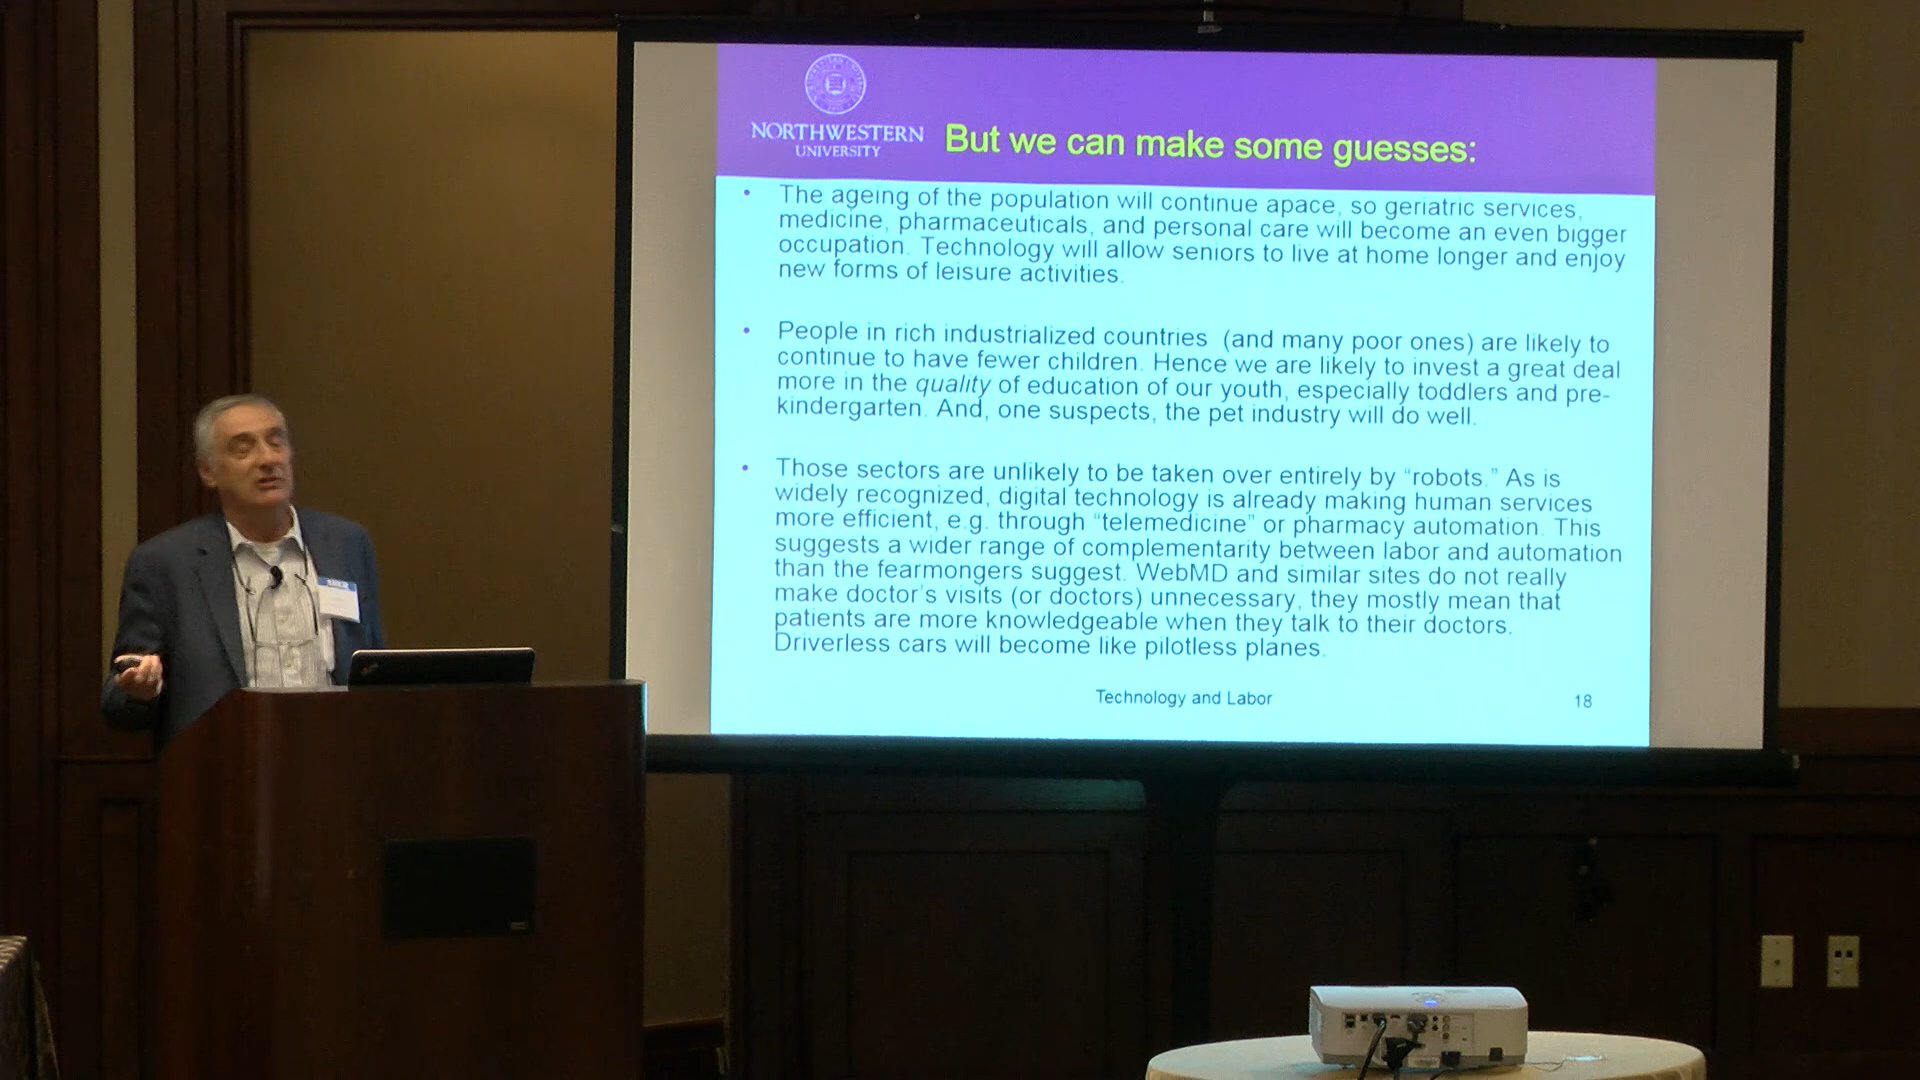 NORTHWESTERN
UNIVERSITY
But we can make some guesses:
• The ageing of the population will continue apace, so geriatric services,
medicine, pharmaceuticals, and personal care will become an even bigger
occupation. Technology will allow seniors to live at home longer and enjoy
new forms of leisure activities.
• People in rich industrialized countries (and many poor ones) are likely to
continue to have fewer children. Hence we are likely to invest a great deal
more in the quality of education of our youth, especially toddlers and pre-
kindergarten. And, one suspects, the pet industry will do well.
• Those sectors are unlikely to be taken over entirely by “robots.” As is
widely recognized, digital technology is already making human services
more efficient, e.g. through “telemedicine” or pharmacy automation. This
suggests a wider range of complementarity between labor and automation
than the fearmongers suggest. WebMD and similar sites do not really
make doctor's visits (or doctors) unnecessary, they mostly mean that
patients are more knowledgeable when they talk to their doctors.
Driverless cars will become like pilotless planes.
Technology and Labor
18